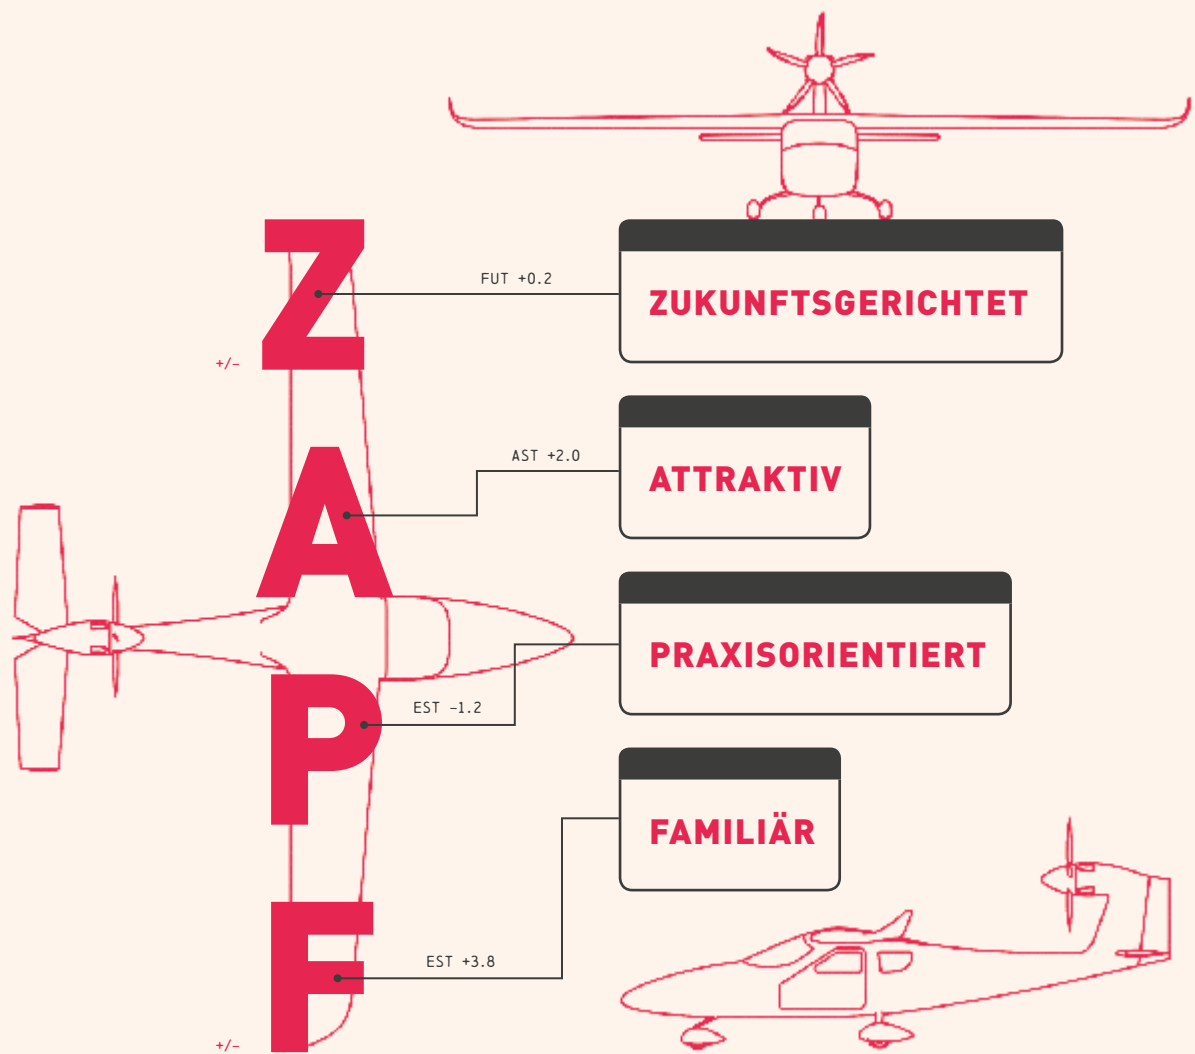 Z
FUT +0.2
ZUKUNFTSGERICHTET
+/–
A
AST +2.0
ATTRAKTIV
P
EST –1.2
PRAXISORIENTIERT
F
EST +3.8
FAMILIÄR
+/–